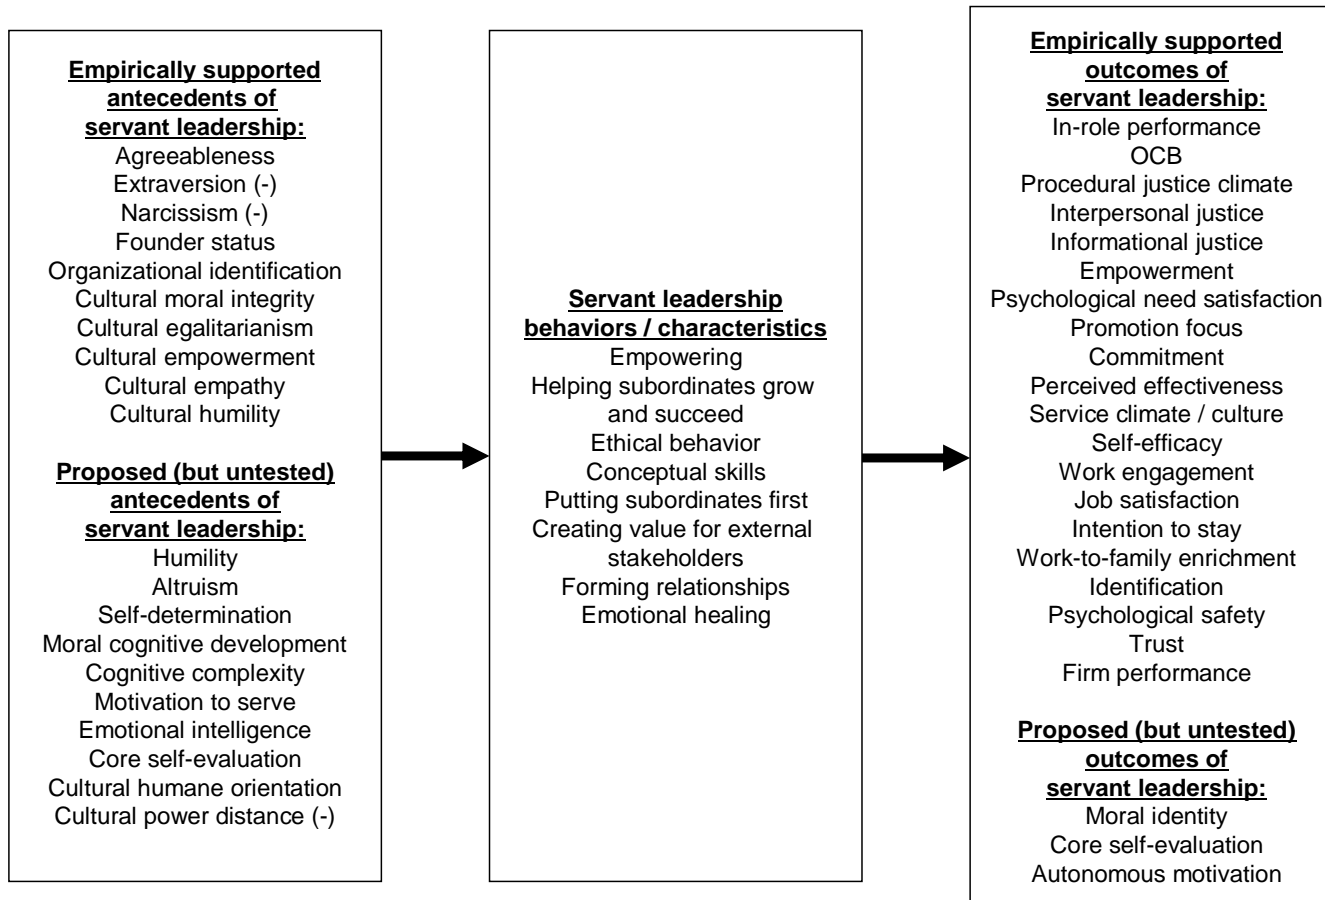 Empirically supported
antecedents of
servant leadership:
Agreeableness
Extraversion (-)
Narcissism (-)
Founder status
Organizational identification
Cultural moral integrity
Cultural egalitarianism
Cultural empowerment
Cultural empathy
Cultural humility
Proposed (but untested)
antecedents of
servant leadership:
Humility
Altruism
Self-determination
Moral cognitive development
Cognitive complexity
Motivation to serve
Emotional intelligence
Core self-evaluation
Cultural humane orientation
Cultural power distance (-)
Servant leadership
behaviors / characteristics
Empowering
Helping subordinates grow
and succeed
Ethical behavior
Conceptual skills
Putting subordinates first
Creating value for external
stakeholders
Forming relationships
Emotional healing
Empirically supported
outcomes of
servant leadership:
In-role performance
OCB
Procedural justice climate
Interpersonal justice
Informational justice
Empowerment
Psychological need satisfaction
Promotion focus
Commitment
Perceived effectiveness
Service climate / culture
Self-efficacy
Work engagement
Job satisfaction
Intention to stay
Work-to-family enrichment
Identification
Psychological safety
Trust
Firm performance
Proposed (but untested)
outcomes of
servant leadership:
Moral identity
Core self-evaluation
Autonomous motivation